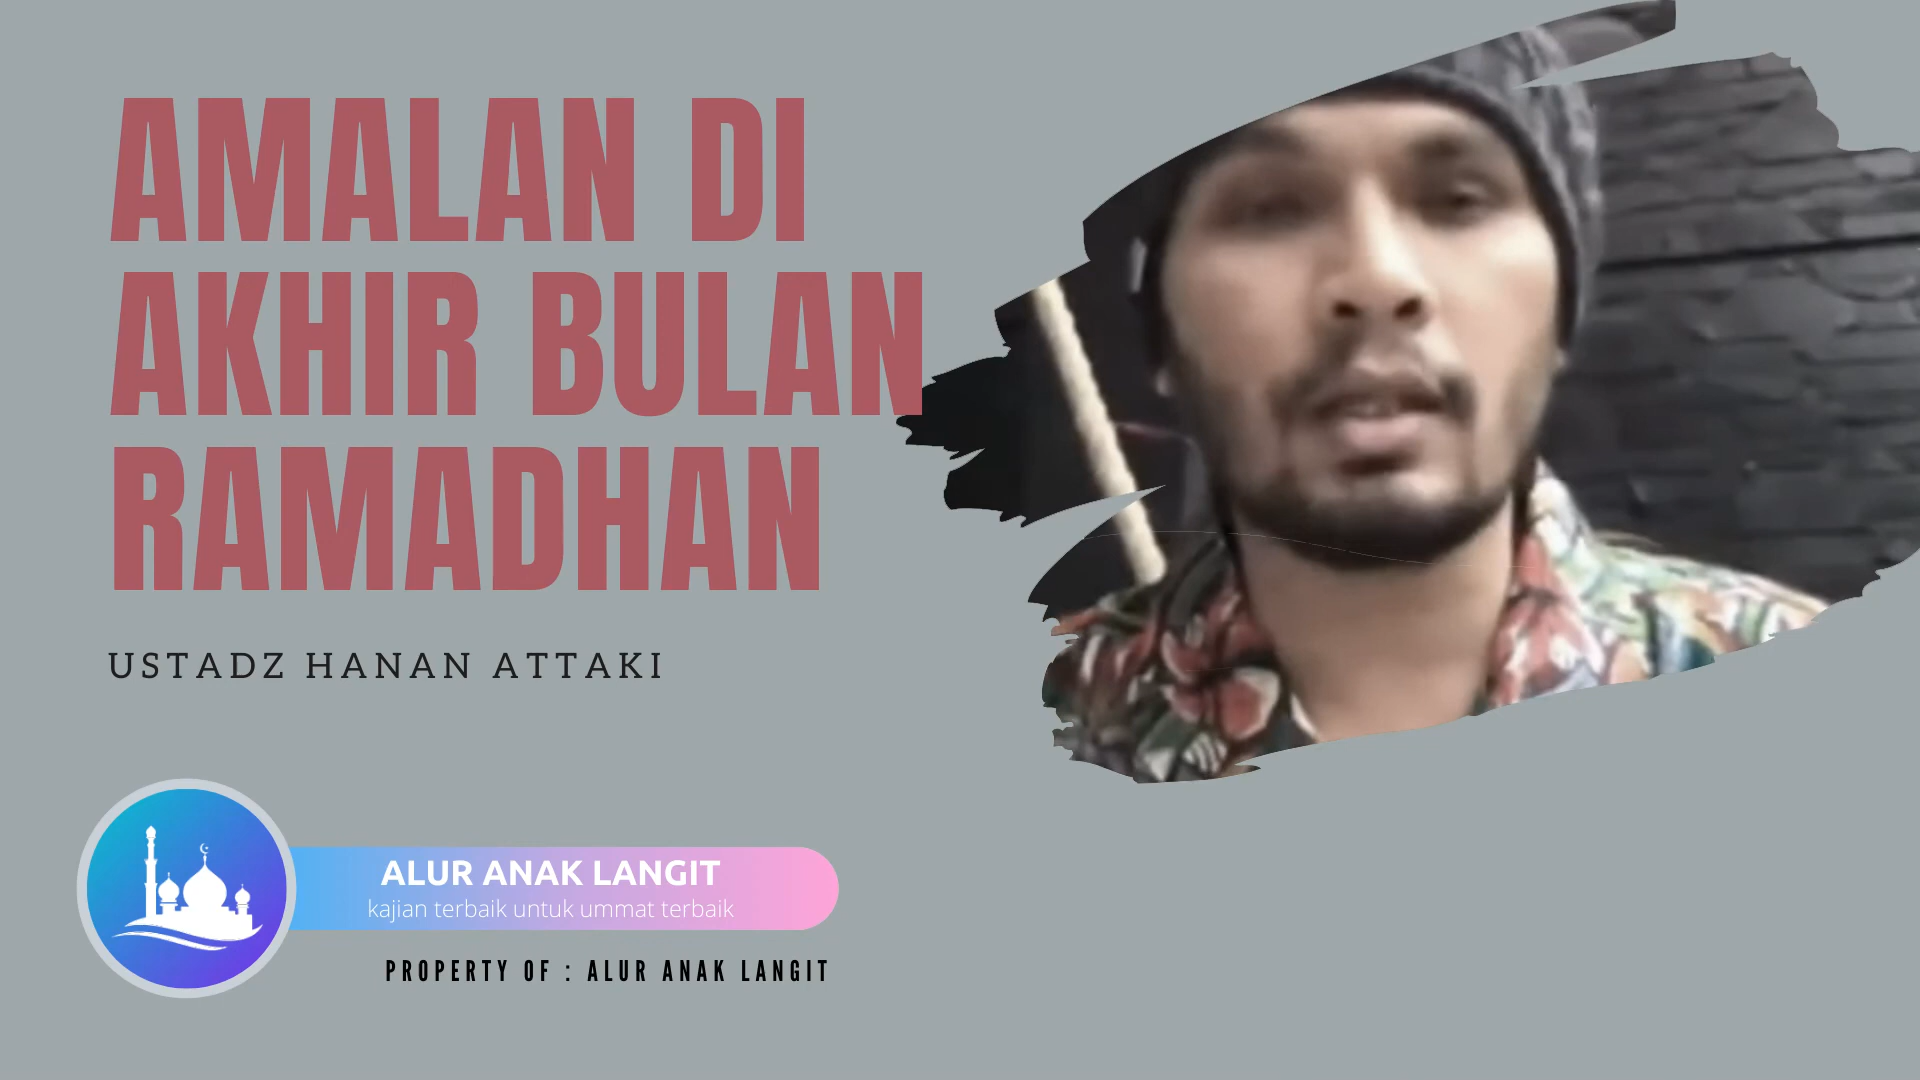 AMALAN DI
AKHIR BULAN
RAMADHAN
USTADZ HANAN ATTAKI
ALUR ANAK LANGIT
kajian terbaik untuk ummat terbaik
PROPERTY OF : ALUR ANAK LANGIT